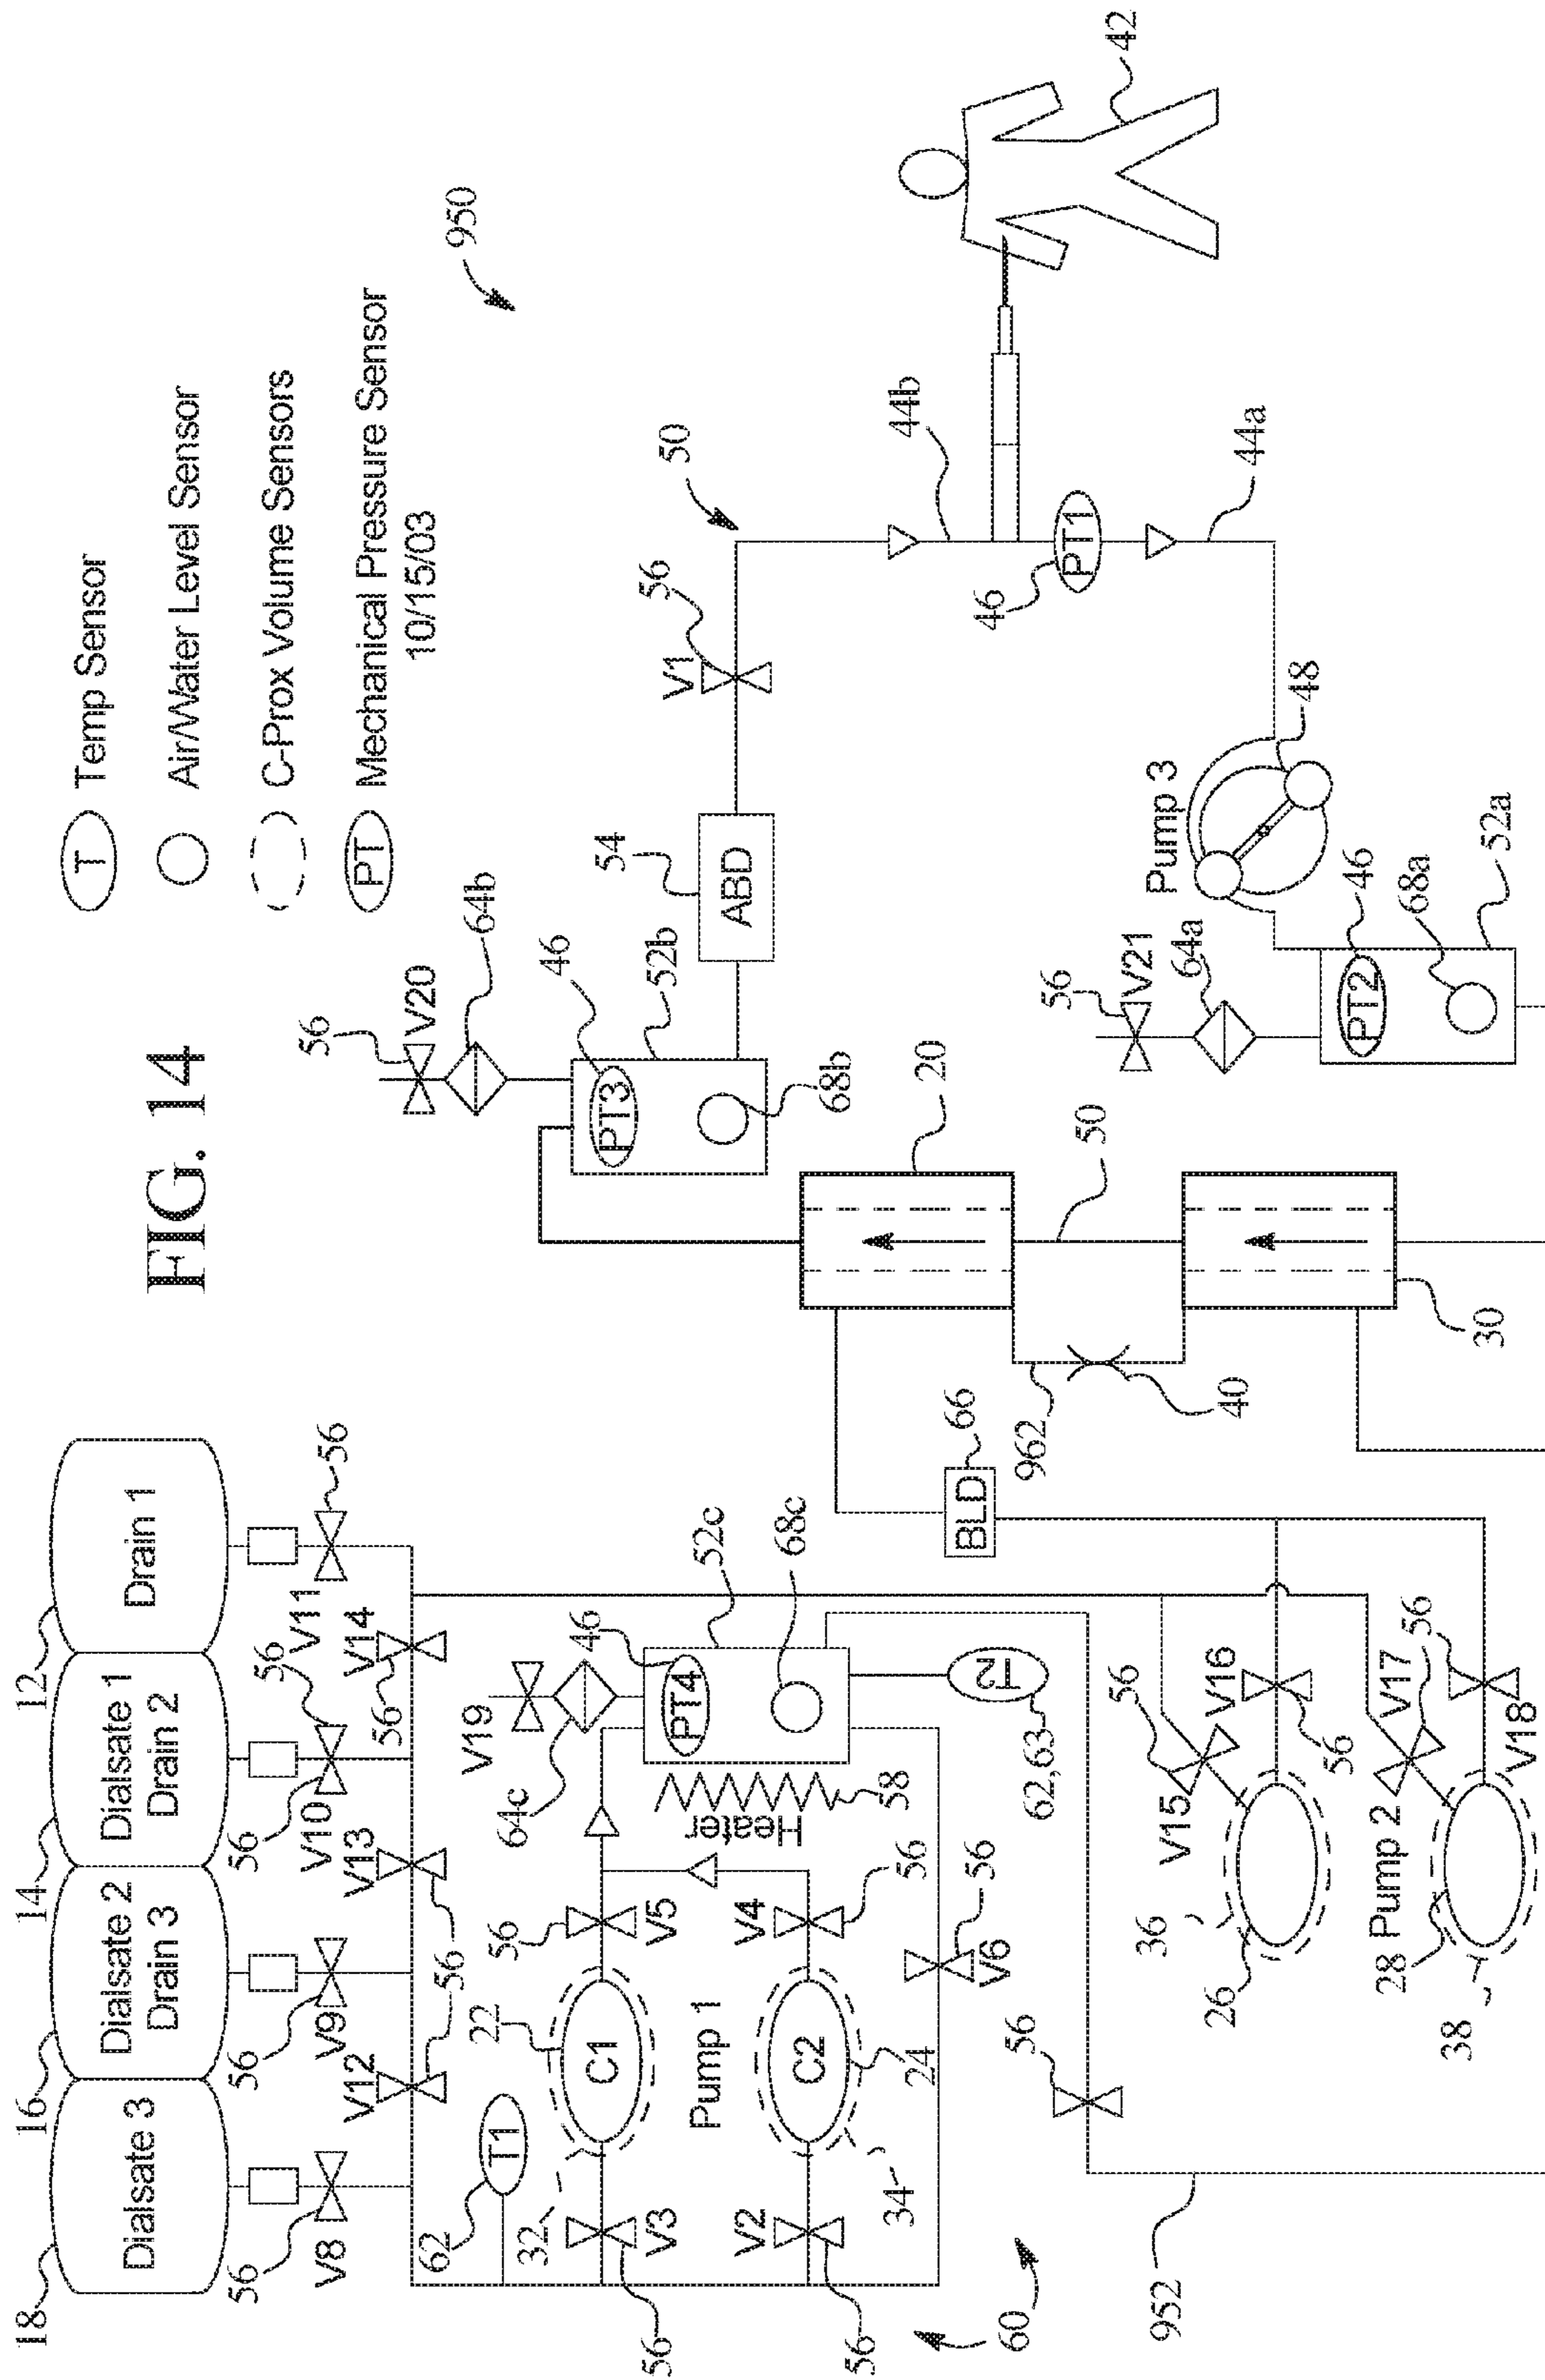 FIG. 14
T Temp Sensor
Air/Water Level Sensor
C-Prox Volume Sensors
PT Mechanical Pressure Sensor
10/15/03
950
18
16
14
12
Dialsate 3
Dialsate 2
Drain 3
Dialsate 1
Drain 2
Drain 1
56
V8
56
V9
56
V10
56
V11
56
V12
56
V13
56
V14
56
62
T1
32
22
C1
V3
56
V5
56
Pump 1
34
24
C2
V2
56
V4
56
V6
56
60
V19
64c
46
PT4
52c
68c
Heater
58
T2
62,63
56
952
V15
56
V16
56
36
26
Pump 2
28
38
V17
56
V18
BLD
66
962
40
30
50
20
56
V20
64b
46
PT3
52b
68b
54
ABD
V1
56
50
44b
46
PT1
44a
42
Pump 3
48
56
V21
64a
46
PT2
68a
52a